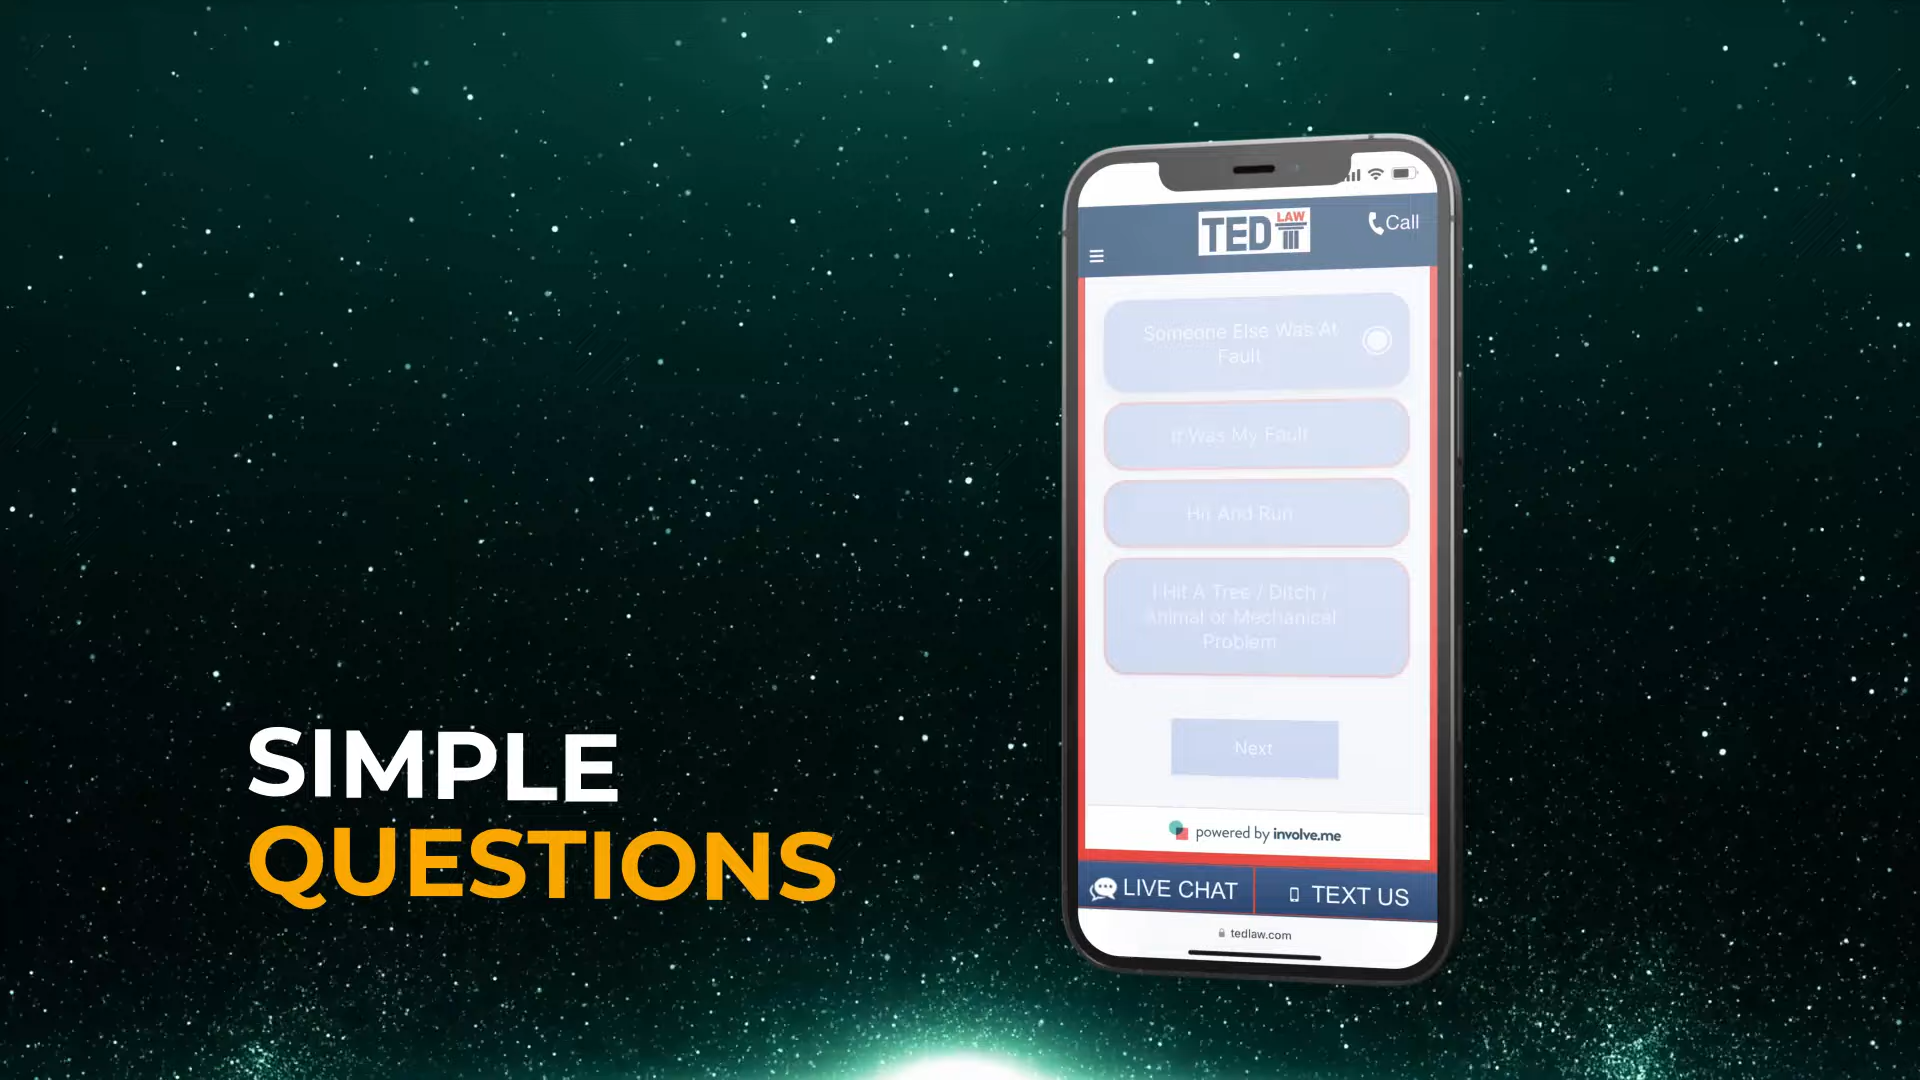 LAW
TED
Call
Someone Else Was At
Fault
It Was My Fault
Hit And Run
I Hit A Tree / Ditch /
Animal or Mechanical
Problem
Next
powered by involve.me
LIVE CHAT
TEXT US
tedlaw.com
SIMPLE
QUESTIONS